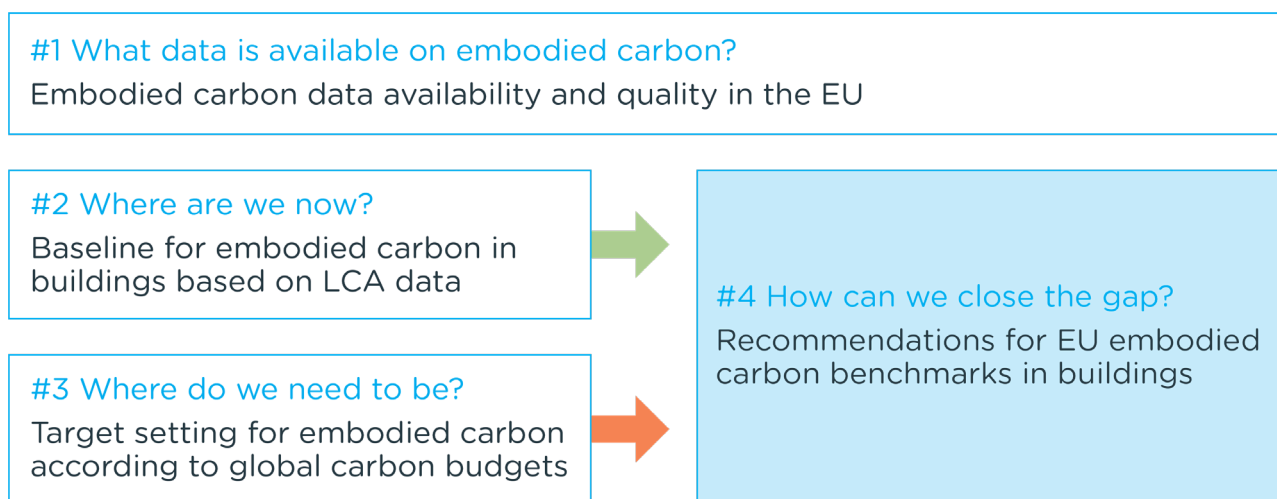 #1 What data is available on embodied carbon?
Embodied carbon data availability and quality in the EU
#2 Where are we now?
Baseline for embodied carbon in
buildings based on LCA data
#3 Where do we need to be?
Target setting for embodied carbon
according to global carbon budgets
#4 How can we close the gap?
Recommendations for EU embodied
carbon benchmarks in buildings